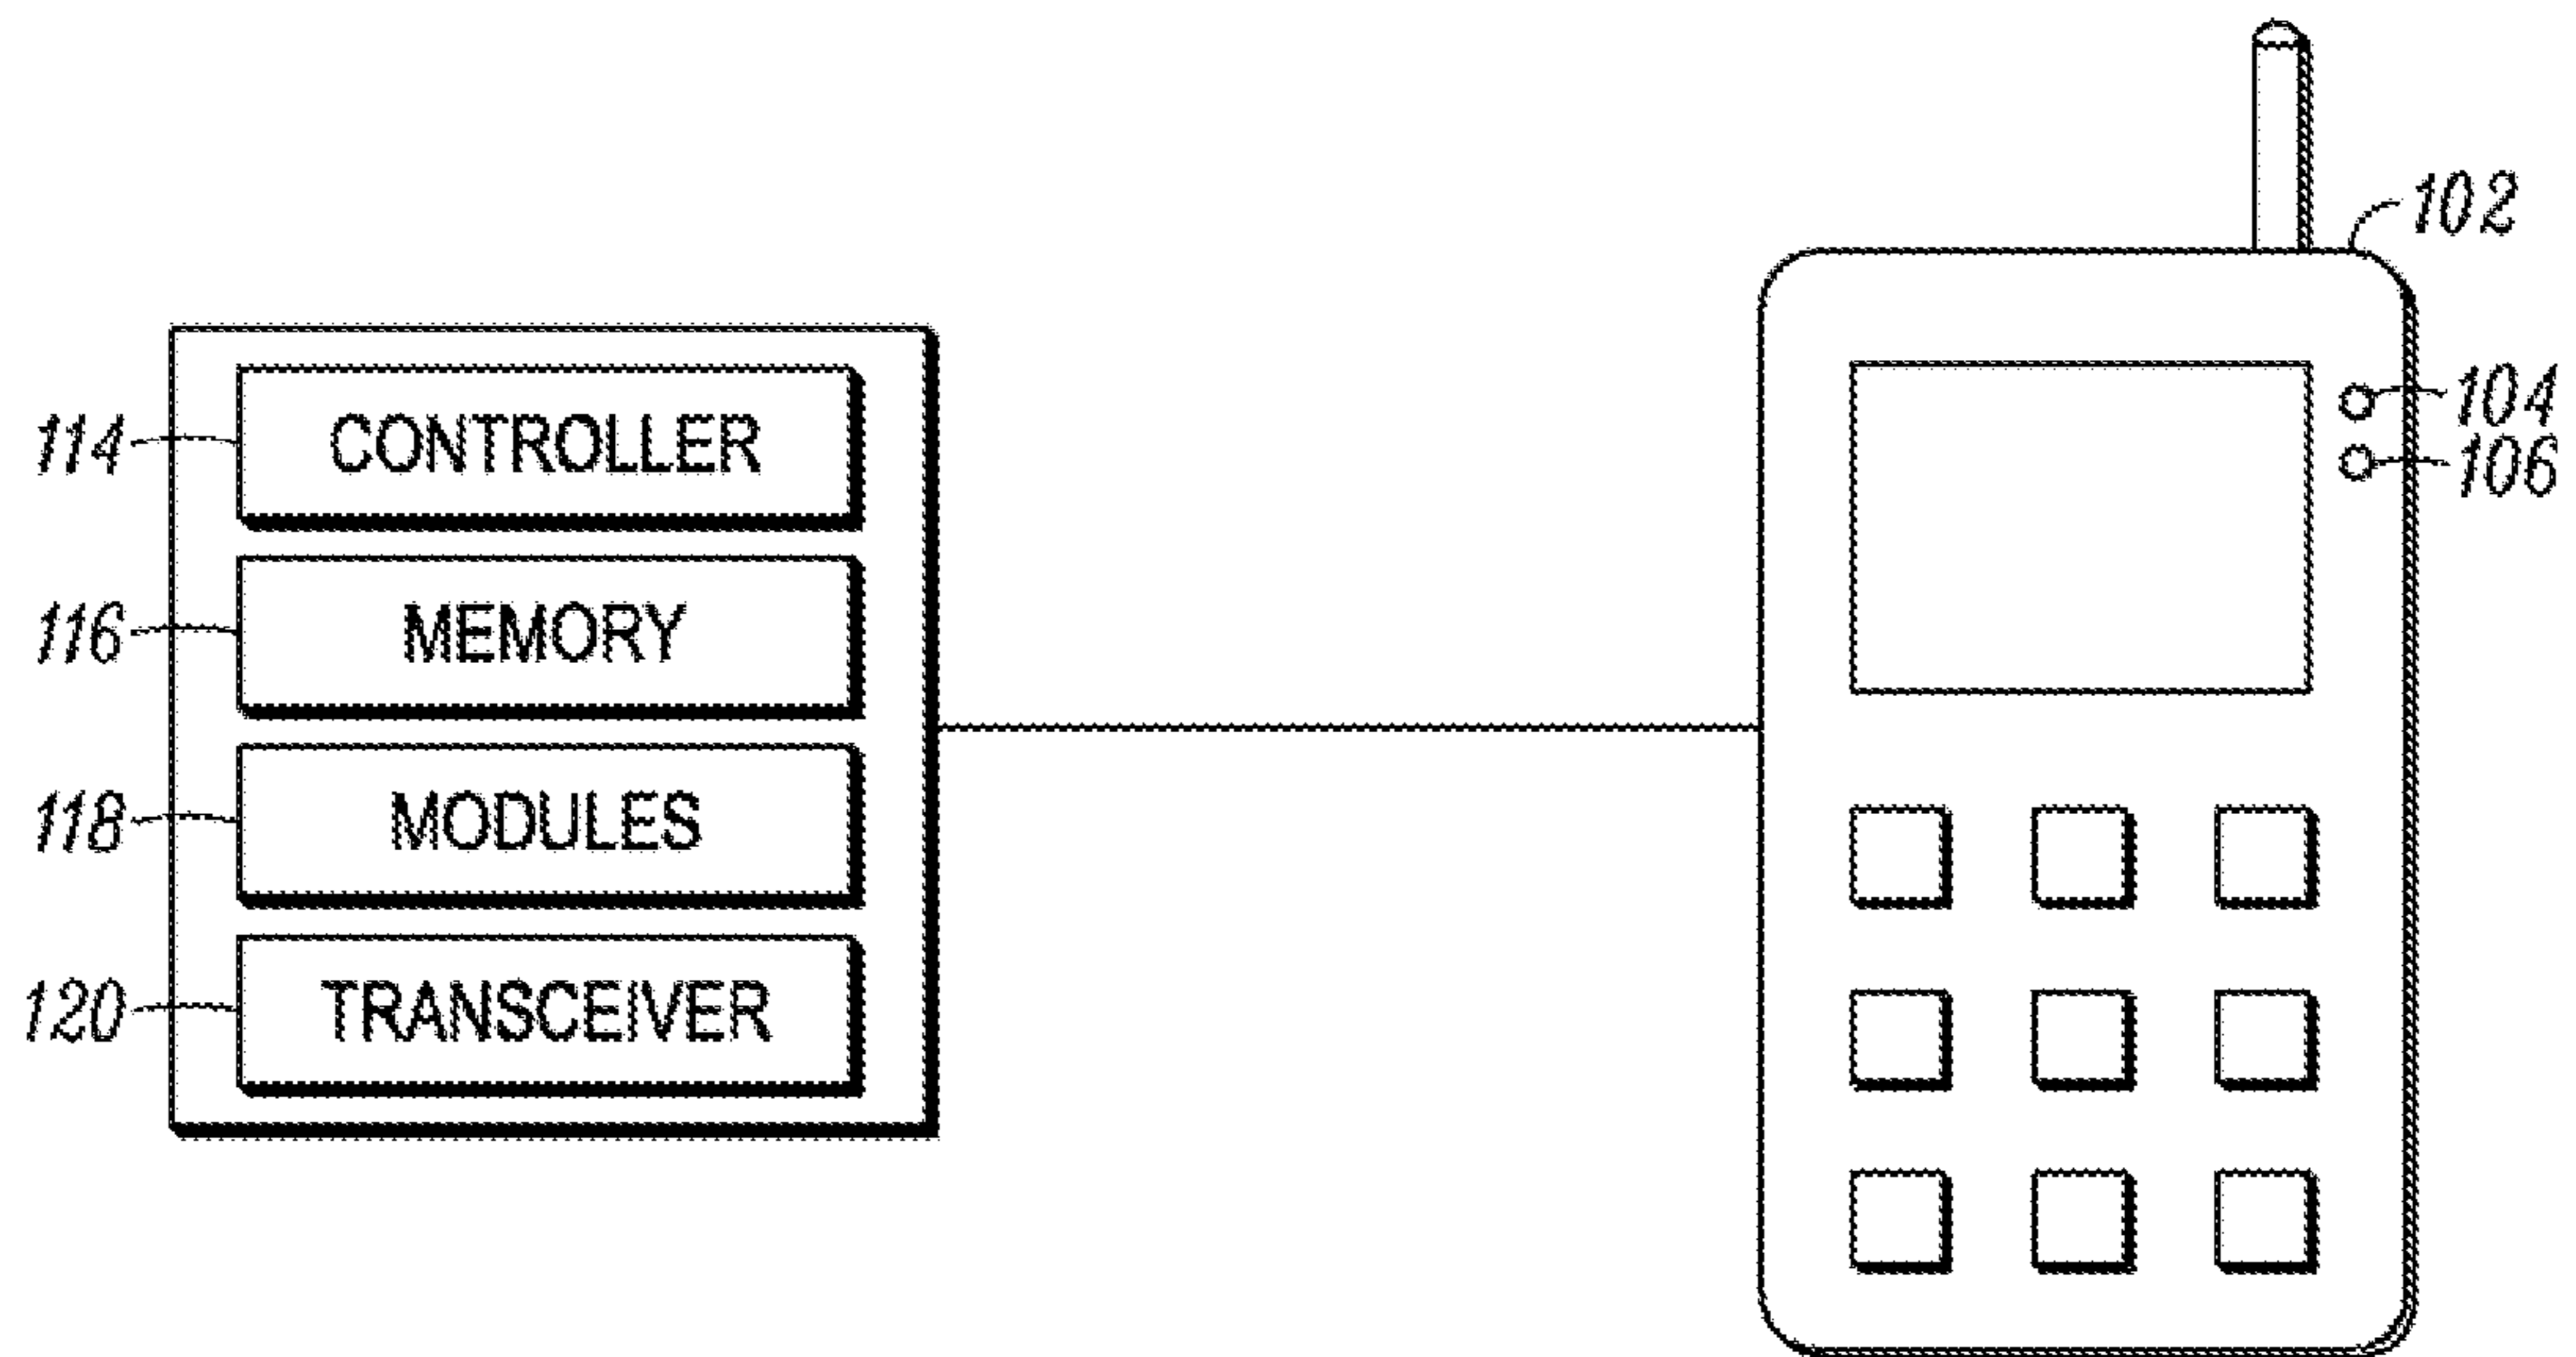 102
104
106
114 CONTROLLER
116 MEMORY
118 MODULES
120 TRANSCEIVER